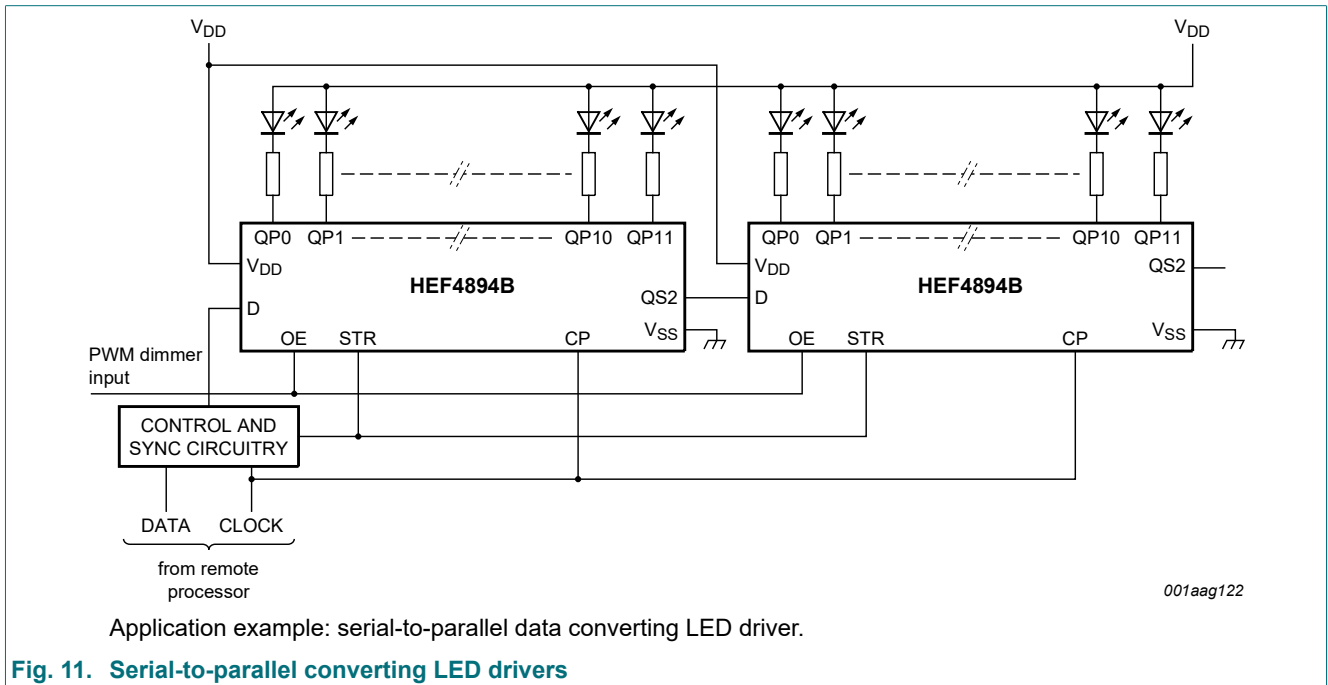 VDD VDD
QP0 QP1 QP10 QP11 QP0 QP1 QP10 QP11
VDD VDD QS2
HEF4894B HEF4894B
D QS2 D
OE STR CP VSS OE STR CP VSS
PWM dimmer
input
CONTROL AND
SYNC CIRCUITRY
DATA CLOCK
from remote
processor
001aag122
Application example: serial-to-parallel data converting LED driver.
Fig. 11. Serial-to-parallel converting LED drivers